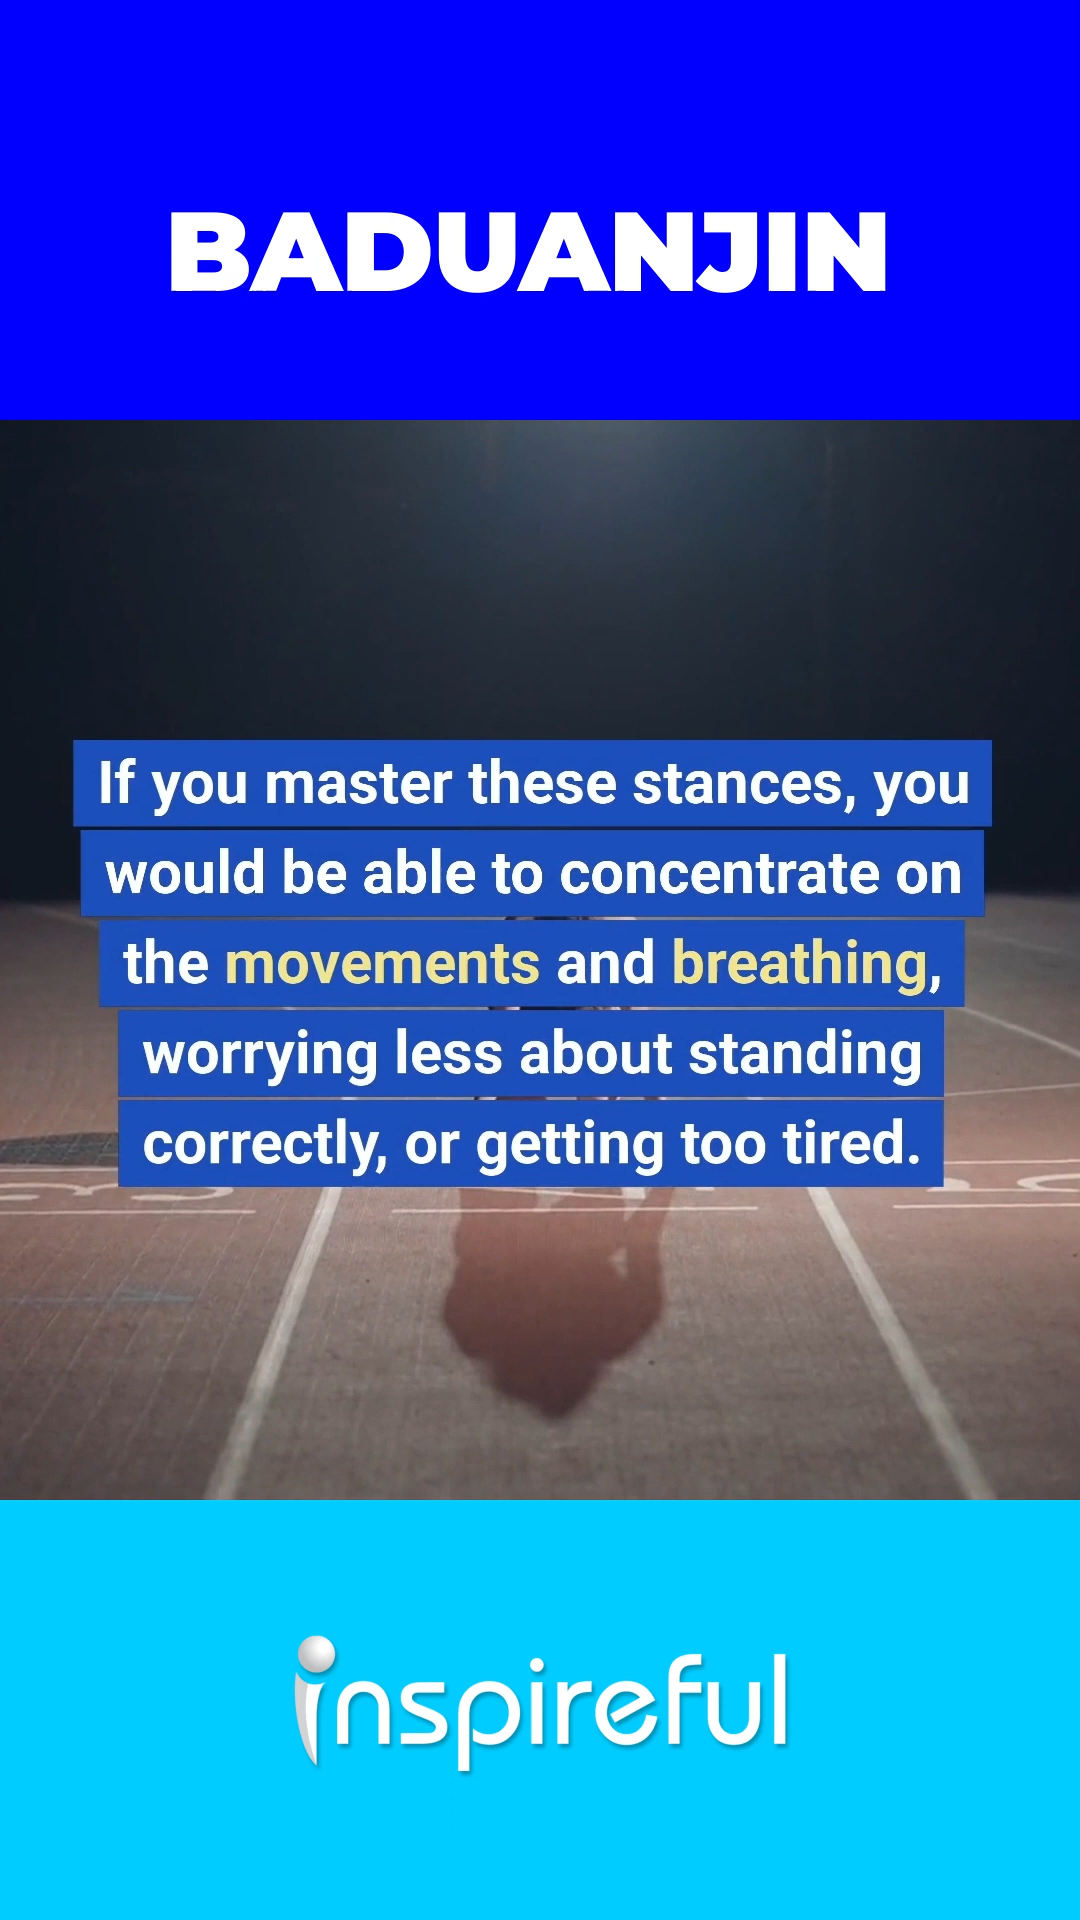 BADUANJIN
If you master these stances, you
would be able to concentrate on
the movements and breathing,
worrying less about standing
correctly, or getting too tired.
3
inspireful